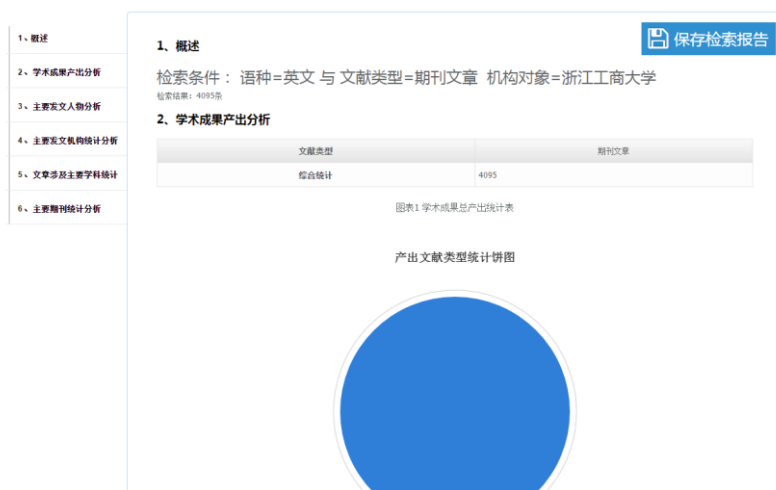 1、概述
2、学术成果产出分析
3、主要发文人物分析
4、主要发文机构统计分析
5、文章涉及主要学科统计
6、主要期刊统计分析
保存检索报告
1、概述
检索条件：语种=英文 与 文献类型=期刊文章 机构对象=浙江工商大学
检索结果：4095条
2、学术成果产出分析
文献类型 期刊文章
综合统计 4095
图表1 学术成果总产出统计表
产出文献类型统计饼图